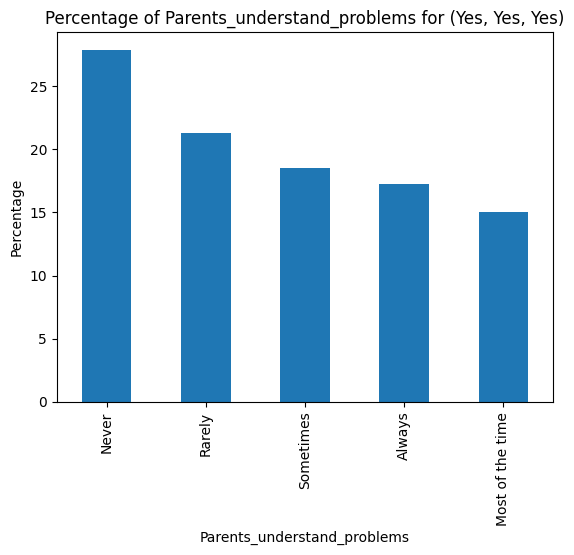 Percentage of Parents_understand_problems for (Yes, Yes, Yes)
Percentage
25
20
15
10
5
0
Never
Rarely
Sometimes
Always
Most of the time
Parents_understand_problems